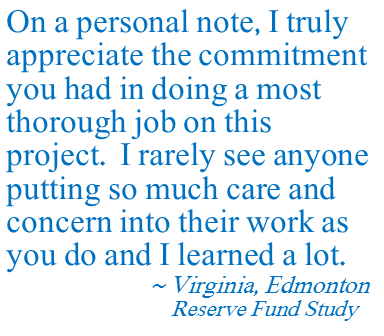 On a personal note, I truly
appreciate the commitment
you had in doing a most
thorough job on this
project.  I rarely see anyone
putting so much care and
concern into their work as
you do and I learned a lot.
~ Virginia, Edmonton
Reserve Fund Study